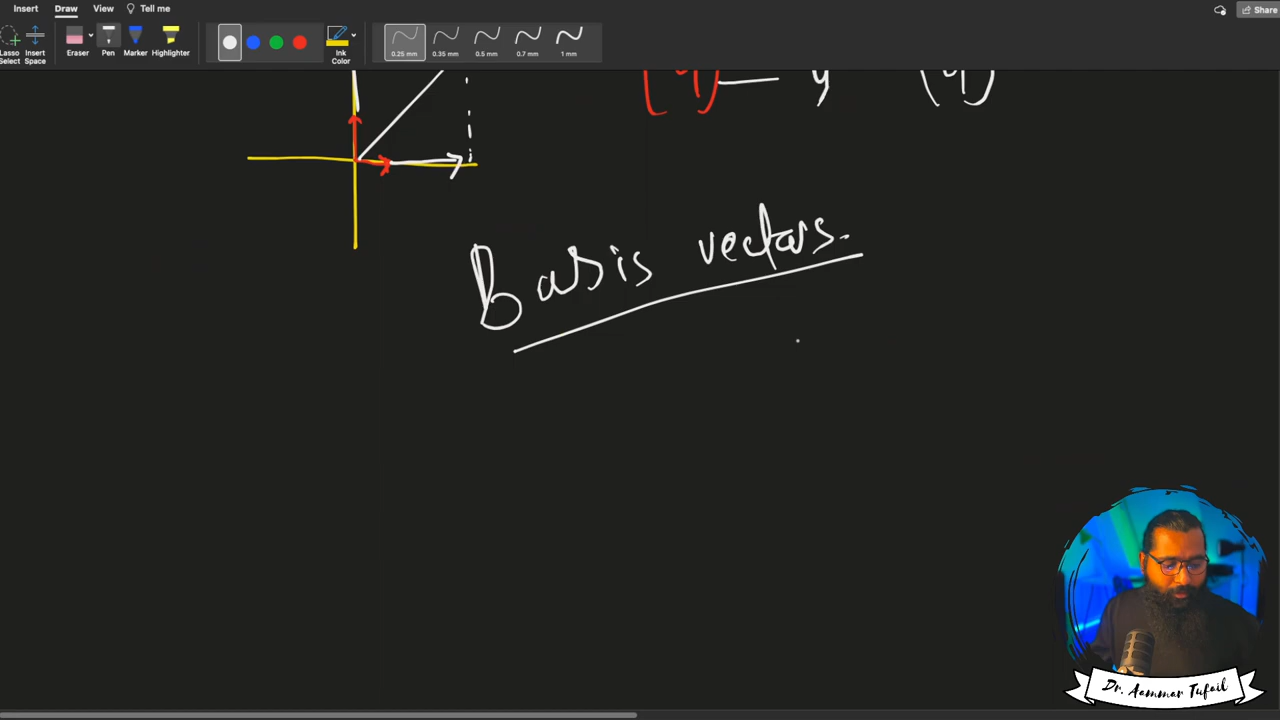 Insert Draw View Tell me
Share
Lasso Select
Insert Space
Eraser
Pen
Marker
Highlighter
Ink Color
0.25 mm
0.35 mm
0.5 mm
0.7 mm
1 mm
y
Basis vectors.
Dr. Aammar Tufail